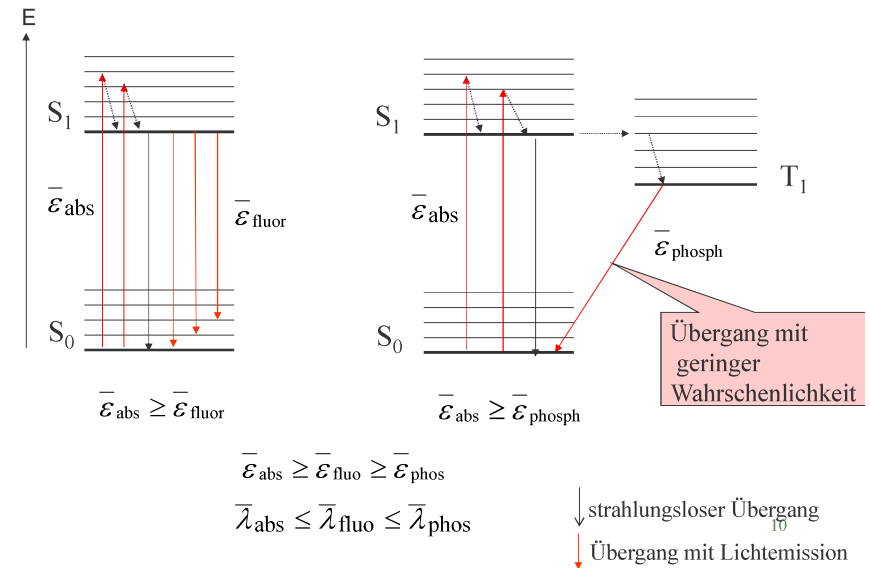 E
S₁
ε̅ abs
ε̅ fluor
S₀
ε̅ abs ≥ ε̅ fluor
S₁
T₁
ε̅ abs
ε̅ phosph
S₀
Übergang mit
geringer
Wahrschenlichkeit
ε̅ abs ≥ ε̅ phosph
ε̅ abs ≥ ε̅ fluo ≥ ε̅ phos
λ̅ abs ≤ λ̅ fluo ≤ λ̅ phos
strahlungsloser Übergang
10
Übergang mit Lichtemission